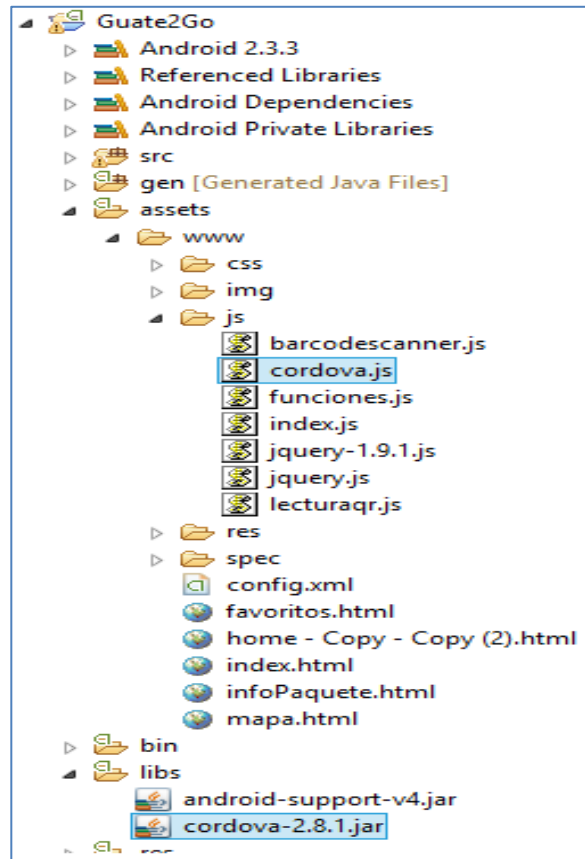 Guate2Go
Android 2.3.3
Referenced Libraries
Android Dependencies
Android Private Libraries
src
gen [Generated Java Files]
assets
www
css
img
js
barcodescanner.js
cordova.js
funciones.js
index.js
jquery-1.9.1.js
jquery.js
lecturaqr.js
res
spec
config.xml
favoritos.html
home - Copy - Copy (2).html
index.html
infoPaquete.html
mapa.html
bin
libs
android-support-v4.jar
cordova-2.8.1.jar